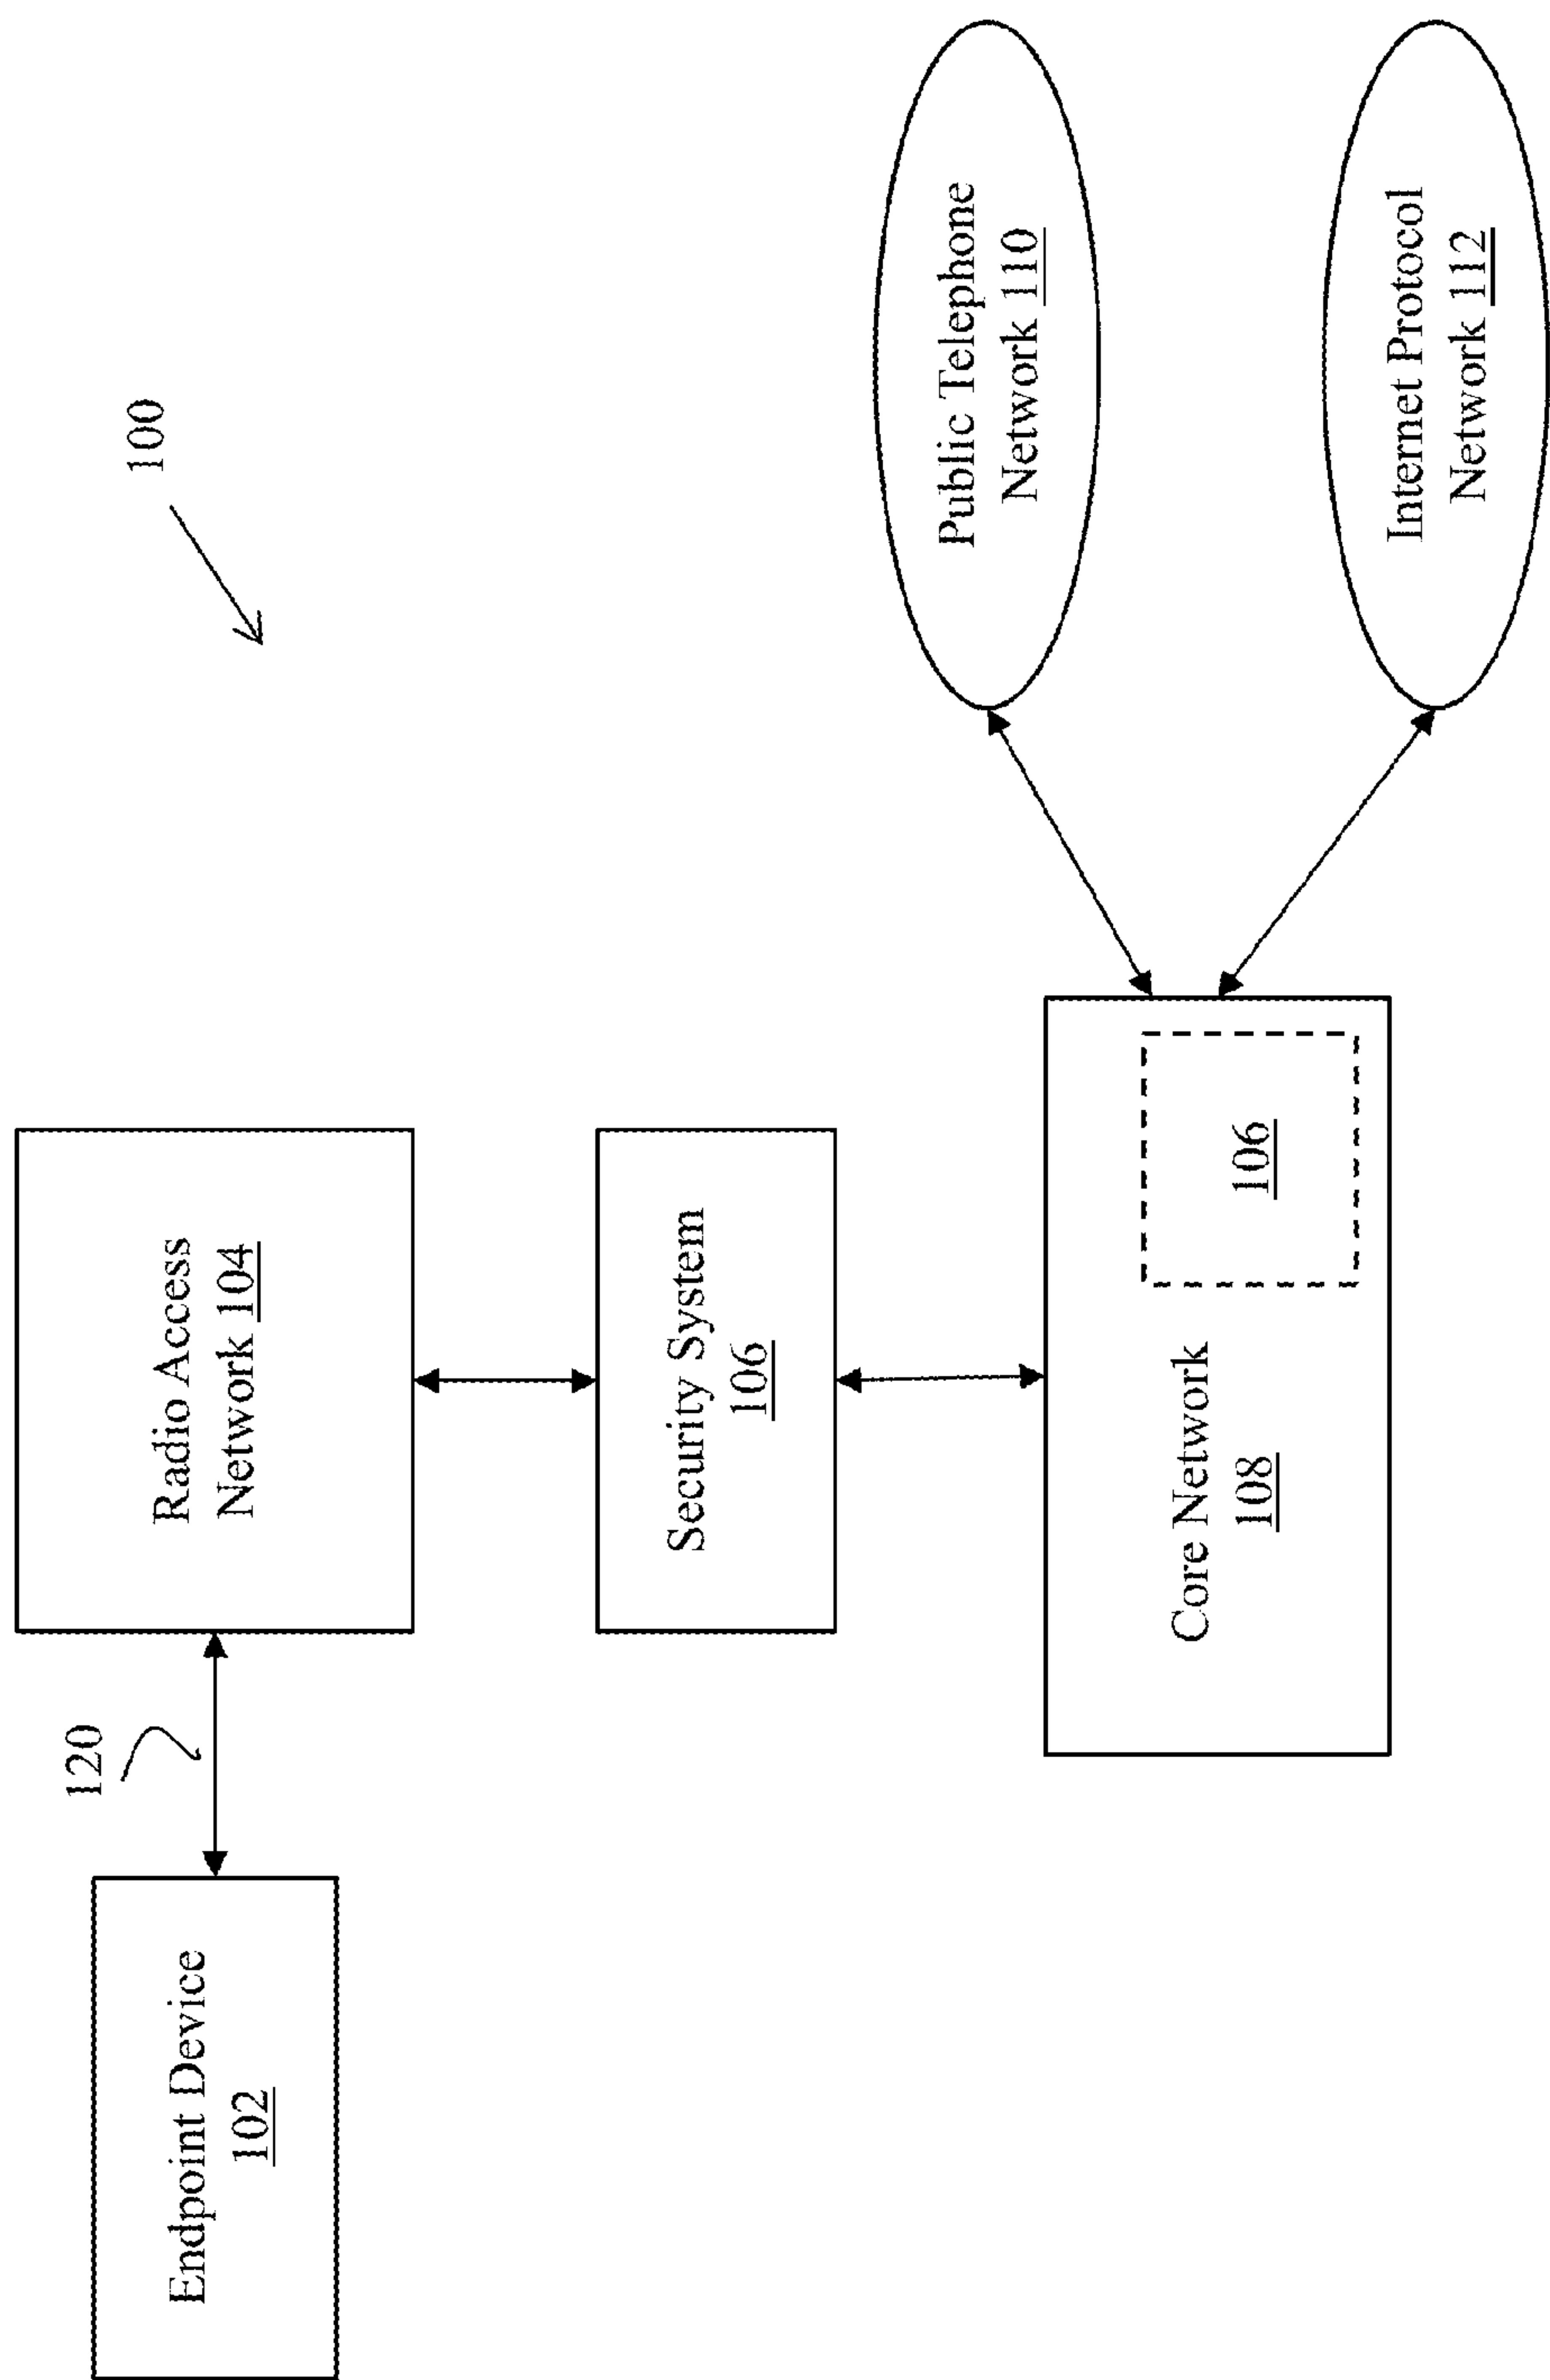 100
120
Endpoint Device
102
Radio Access
Network 104
Security System
106
Core Network
108
106
Public Telephone
Network 110
Internet Protocol
Network 112